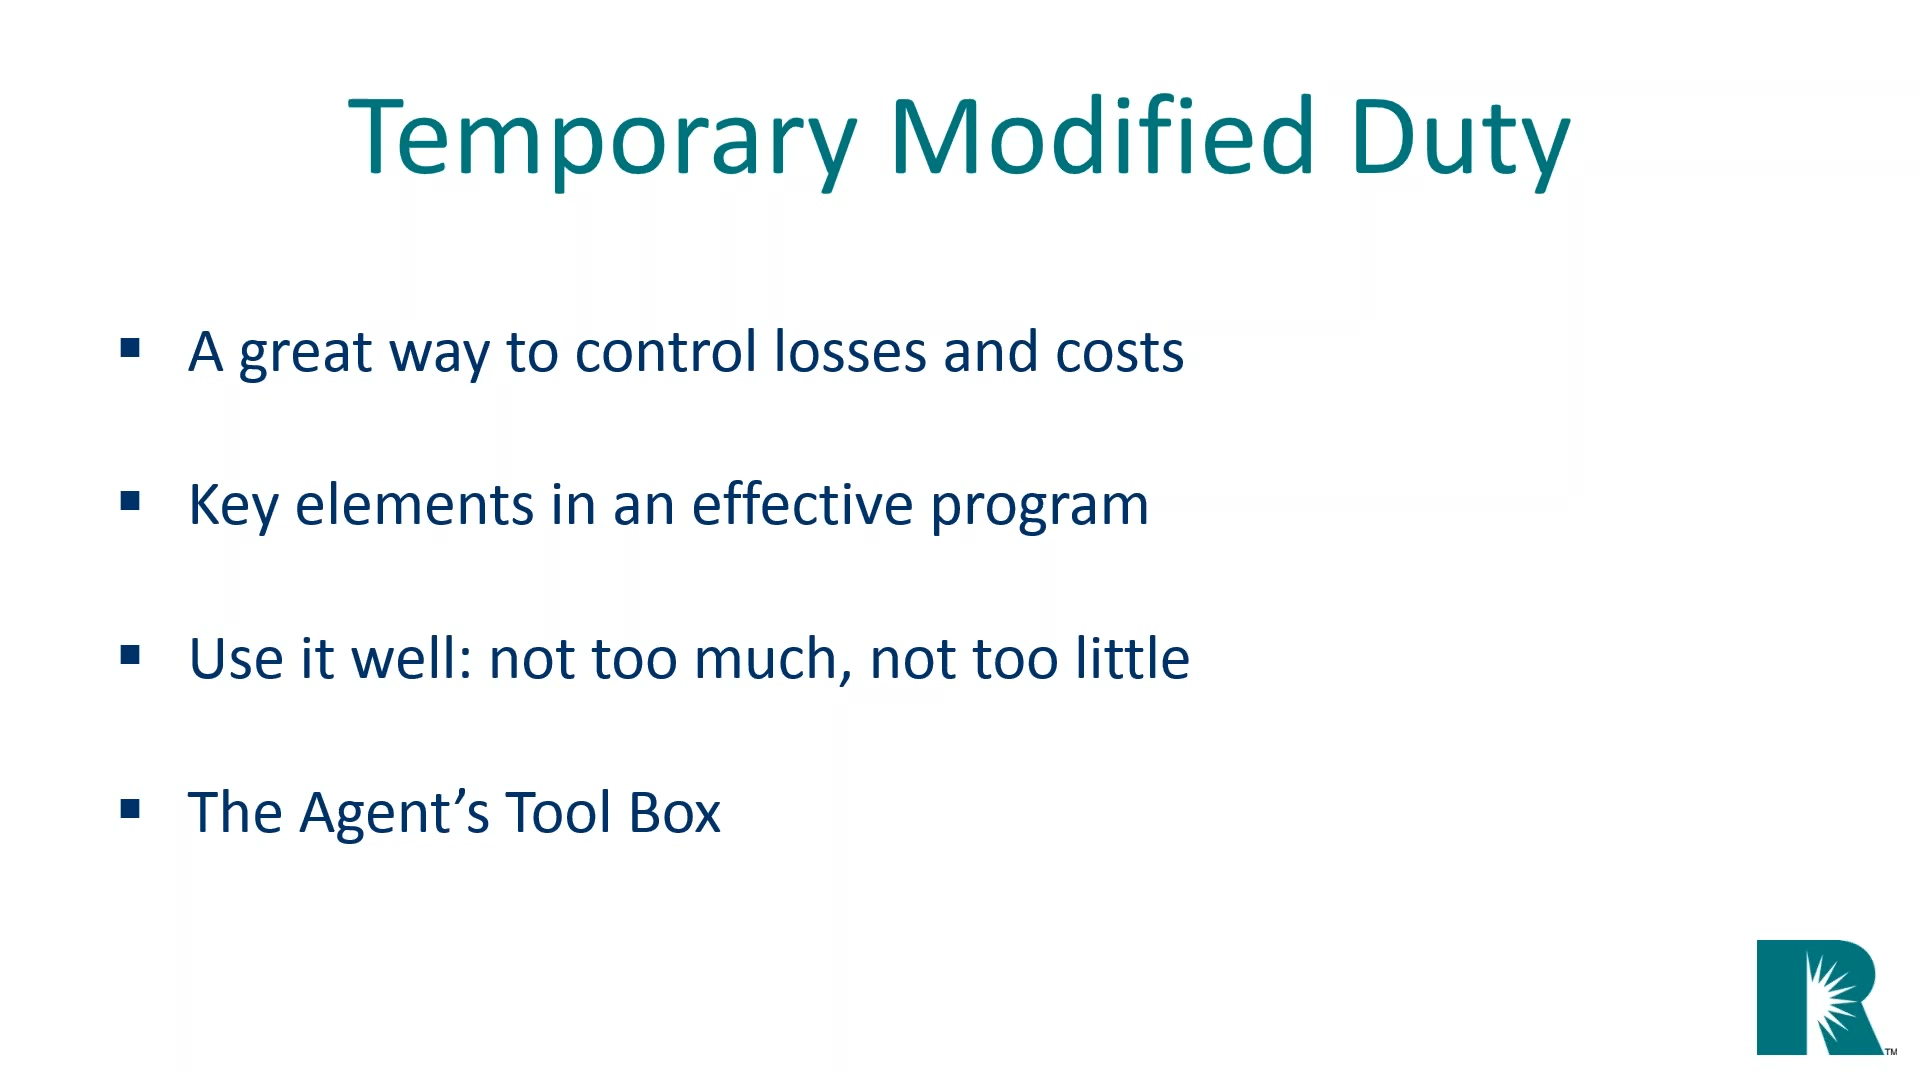 Temporary Modified Duty
▪ A great way to control losses and costs
▪ Key elements in an effective program
▪ Use it well: not too much, not too little
▪ The Agent’s Tool Box
R
TM